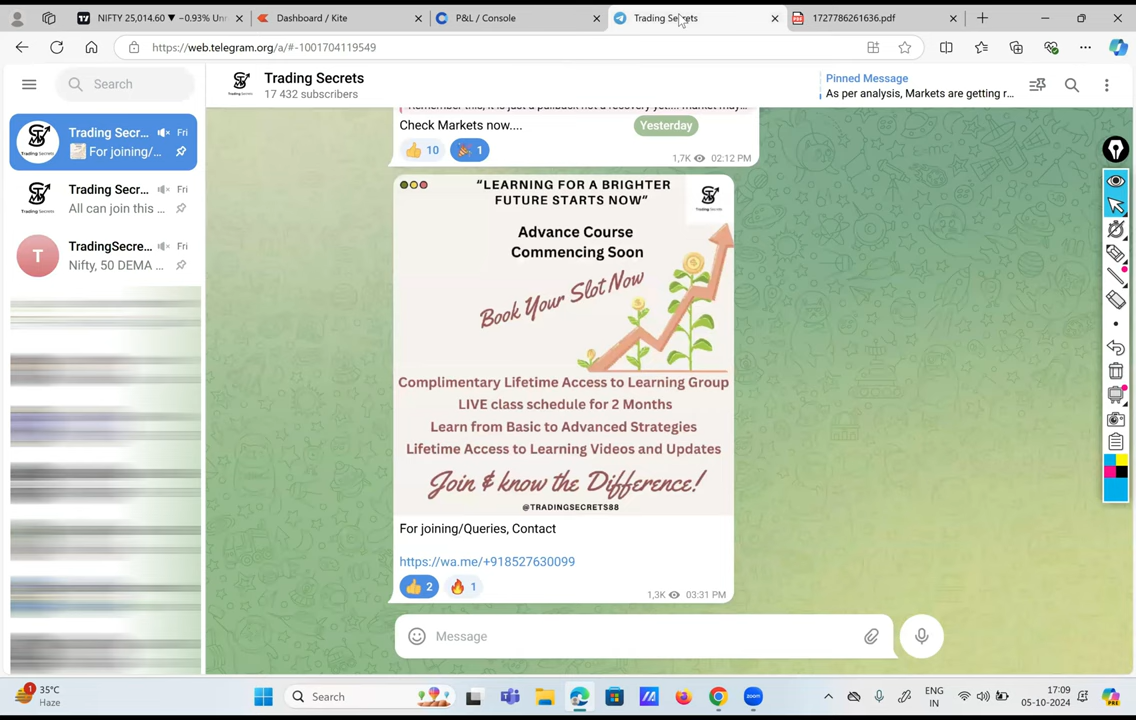 NIFTY 25,014.60 ▼ −0.93% Un
Dashboard / Kite
P&L / Console
Trading Secrets
1727786261636.pdf
https://web.telegram.org/a/#-1001704119549
Search
Trading Secrets
17 432 subscribers
Pinned Message
As per analysis, Markets are getting r...
Trading Secr... Fri
For joining/...
Trading Secr... Fri
All can join this ...
T
TradingSecre... Fri
Nifty, 50 DEMA ...
Check Markets now....
Yesterday
10
1
1,7K 02:12 PM
"LEARNING FOR A BRIGHTER
FUTURE STARTS NOW"
Advance Course
Commencing Soon
Book Your Slot Now
Complimentary Lifetime Access to Learning Group
LIVE class schedule for 2 Months
Learn from Basic to Advanced Strategies
Lifetime Access to Learning Videos and Updates
Join & know the Difference!
@TRADINGSECRETS88
For joining/Queries, Contact
https://wa.me/+918527630099
2
1
1,3K 03:31 PM
Message
35°C
Haze
Search
zoom
ENG
IN
17:09
05-10-2024